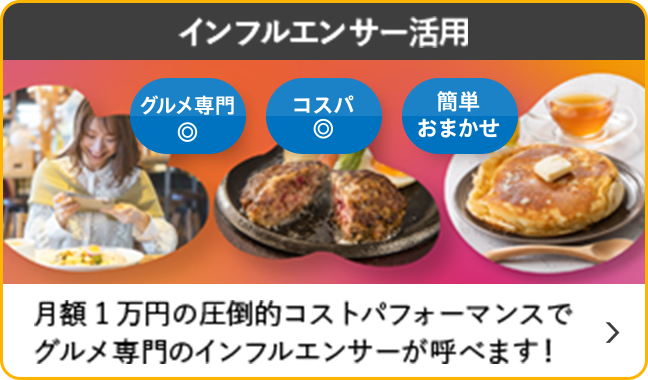 インフルエンサー活用
グルメ専門
◎
コスパ
◎
簡単
おまかせ
月額1万円の圧倒的コストパフォーマンスで
グルメ専門のインフルエンサーが呼べます!